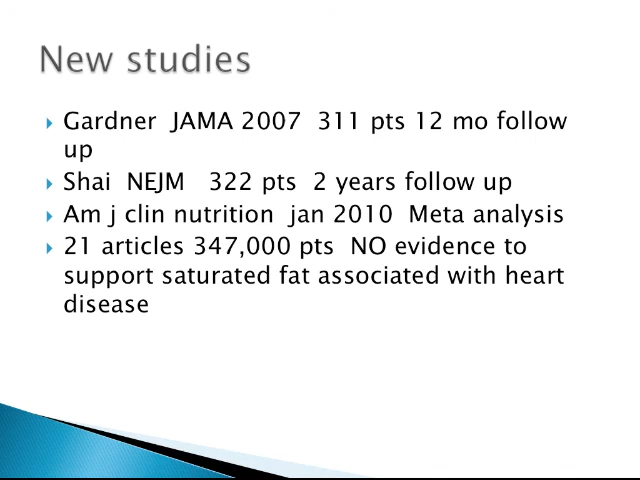 New studies
Gardner JAMA 2007 311 pts 12 mo follow
up
Shai NEJM 322 pts 2 years follow up
Am j clin nutrition jan 2010 Meta analysis
21 articles 347,000 pts NO evidence to
support saturated fat associated with heart
disease